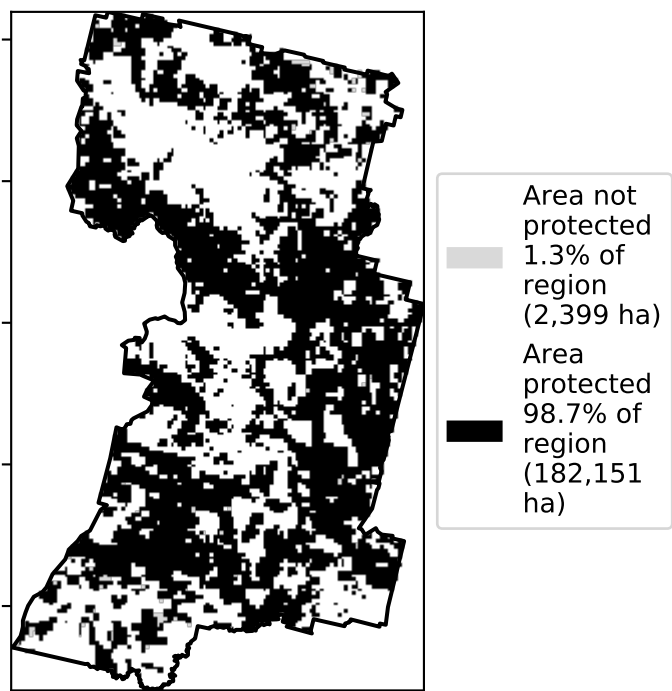 Area not
protected
1.3% of
region
(2,399 ha)
Area
protected
98.7% of
region
(182,151
ha)